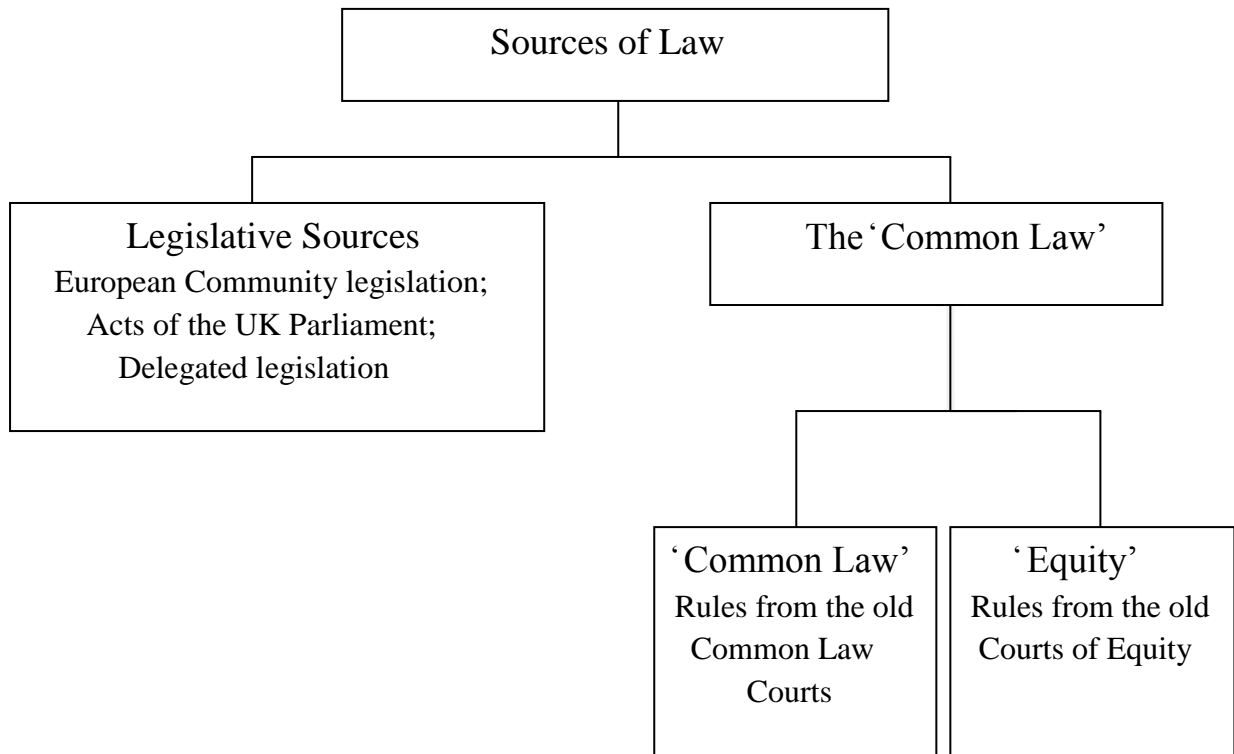 Sources of Law
Legislative Sources
European Community legislation;
Acts of the UK Parliament;
Delegated legislation
The ‘Common Law’
‘Common Law’
Rules from the old
Common Law
Courts
‘Equity’
Rules from the old
Courts of Equity